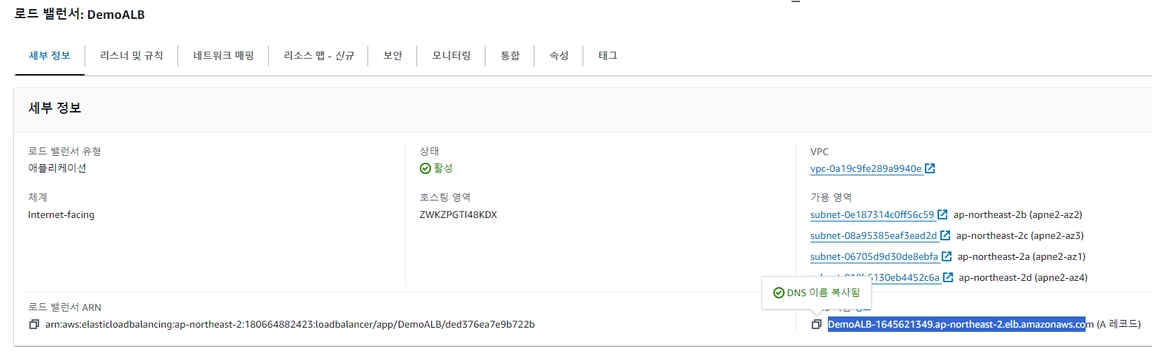 로드 밸런서: DemoALB
세부 정보
리스너 및 규칙
네트워크 매핑
리소스 맵 - 신규
보안
모니터링
통합
속성
태그
세부 정보
로드 밸런서 유형
애플리케이션
상태
활성
VPC
vpc-0a19c9fe289a9940e
체계
Internet-facing
호스팅 영역
ZWKZPGTI48KDX
가용 영역
subnet-0e187314c0ff56c59 ap-northeast-2b (apne2-az2)
subnet-08a95385eaf3ead2d ap-northeast-2c (apne2-az3)
subnet-06705d9d30de8ebfa ap-northeast-2a (apne2-az1)
ap-northeast-2d (apne2-az4)
DNS 이름 복사됨
로드 밸런서 ARN
arn:aws:elasticloadbalancing:ap-northeast-2:180664882423:loadbalancer/app/DemoALB/ded376ea7e9b722b
DemoALB-1645621349.ap-northeast-2.elb.amazonaws.com (A 레코드)